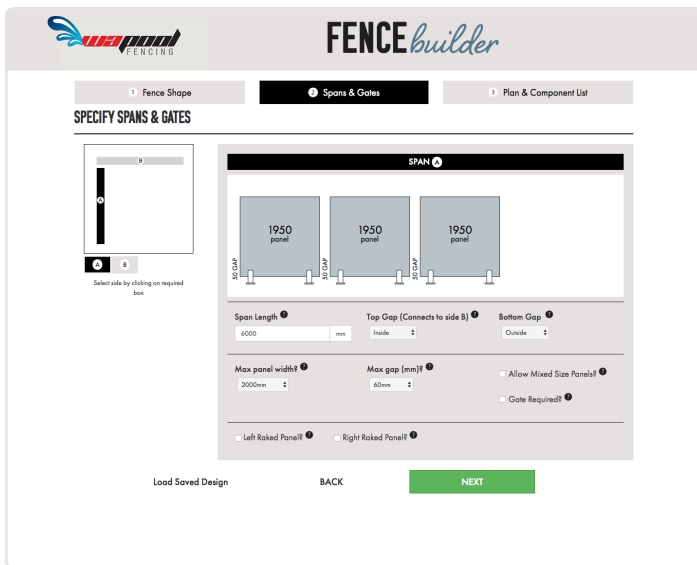 wapool
FENCING
FENCE builder
1 Fence Shape
2 Spans & Gates
3 Plan & Component List
SPECIFY SPANS & GATES
B
A
A B
Select side by clicking on required
box
SPAN A
1950
panel
1950
panel
1950
panel
50 GAP
50 GAP
50 GAP
Span Length ?
6000 mm
Top Gap (Connects to side B) ?
Inside
Bottom Gap ?
Outside
Max panel width? ?
2000mm
Max gap (mm)? ?
60mm
Allow Mixed Size Panels? ?
Gate Required? ?
Left Raked Panel? ?
Right Raked Panel? ?
Load Saved Design
BACK
NEXT